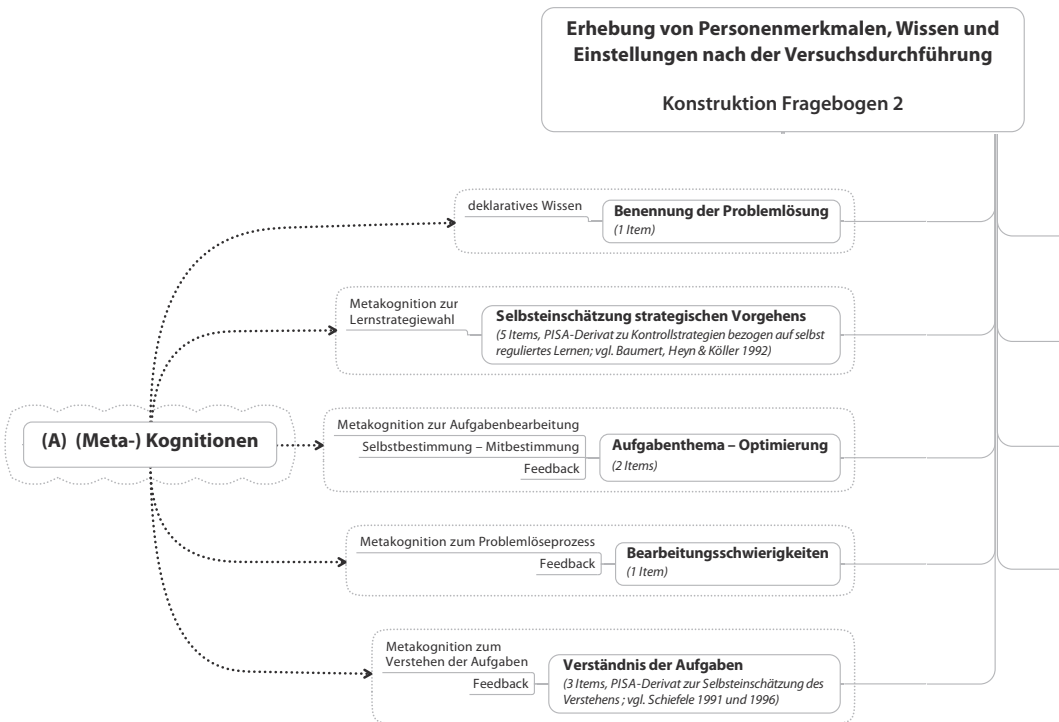 Erhebung von Personenmerkmalen, Wissen und
Einstellungen nach der Versuchsdurchführung
Konstruktion Fragebogen 2
deklaratives Wissen
Benennung der Problemlösung
(1 Item)
Metakognition zur
Lernstrategiewahl
Selbsteinschätzung strategischen Vorgehens
(5 Items, PISA-Derivat zu Kontrollstrategien bezogen auf selbst
reguliertes Lernen; vgl. Baumert, Heyn & Köller 1992)
(A) (Meta-) Kognitionen
Metakognition zur Aufgabenbearbeitung
Selbstbestimmung – Mitbestimmung
Feedback
Aufgabenthema – Optimierung
(2 Items)
Metakognition zum Problemlöseprozess
Feedback
Bearbeitungsschwierigkeiten
(1 Item)
Metakognition zum
Verstehen der Aufgaben
Feedback
Verständnis der Aufgaben
(3 Items, PISA-Derivat zur Selbsteinschätzung des
Verstehens ; vgl. Schiefele 1991 und 1996)